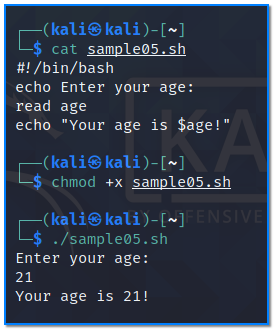 ┌──(kali㉿kali)-[~]
└─$ cat sample05.sh
#!/bin/bash
echo Enter your age:
read age
echo "Your age is $age!"
┌──(kali㉿kali)-[~]
└─$ chmod +x sample05.sh
┌──(kali㉿kali)-[~]
└─$ ./sample05.sh
Enter your age:
21
Your age is 21!